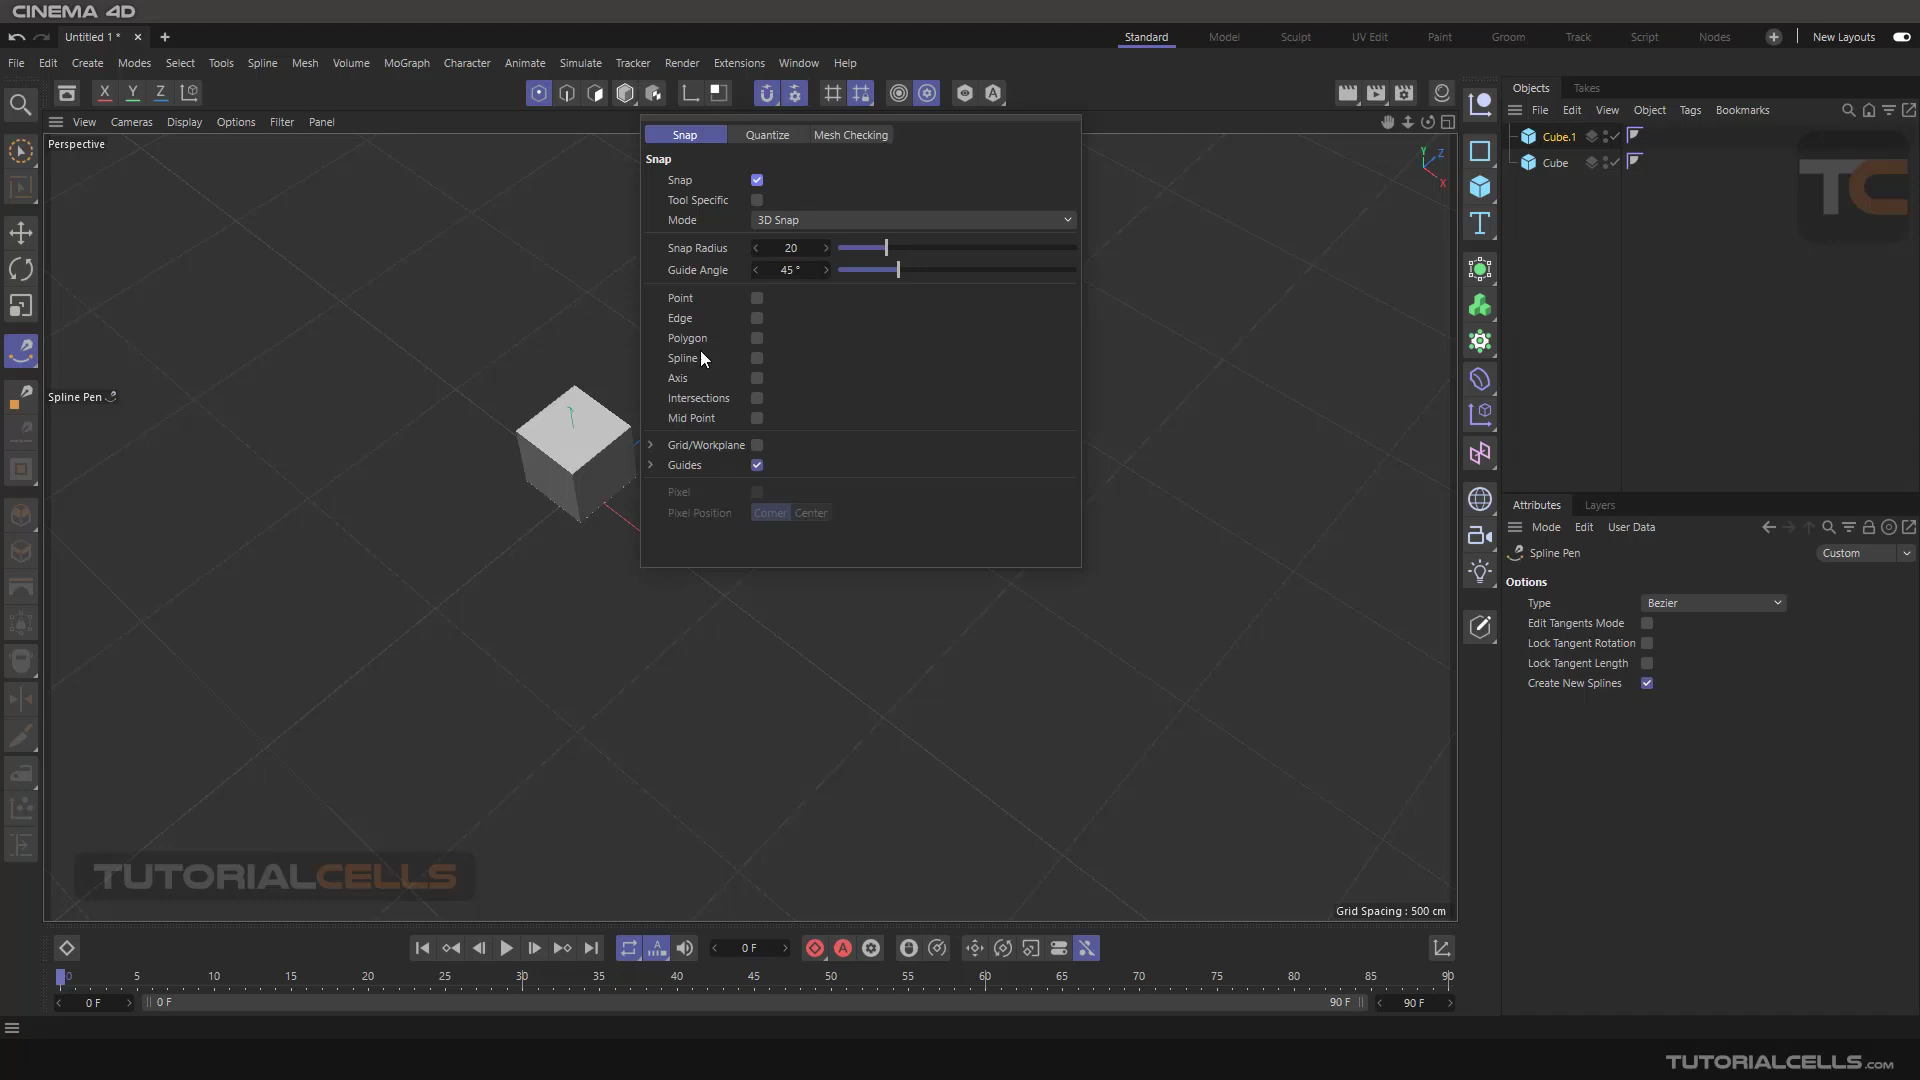 CINEMA 4D
Untitled 1 *
Standard
Model
Sculpt
UV Edit
Paint
Groom
Track
Script
Nodes
New Layouts
File Edit Create Modes Select Tools Spline Mesh Volume MoGraph Character Animate Simulate Tracker Render Extensions Window Help
X Y Z
View Cameras Display Options Filter Panel
Perspective
Snap Quantize Mesh Checking
Snap
Snap
Tool Specific
Mode 3D Snap
Snap Radius 20
Guide Angle 45 °
Point
Edge
Polygon
Spline
Axis
Intersections
Mid Point
Grid/Workplane
Guides
Pixel
Pixel Position Corner Center
Y Z X
Spline Pen
TUTORIALCELLS
Grid Spacing : 500 cm
Objects Takes
File Edit View Object Tags Bookmarks
Cube.1
Cube
TC
Attributes Layers
Mode Edit User Data
Spline Pen Custom
Options
Type Bezier
Edit Tangents Mode
Lock Tangent Rotation
Lock Tangent Length
Create New Splines
0 F
0 5 10 15 20 25 30 35 40 45 50 55 60 65 70 75 80 85 90
0 F 0 F 90 F 90 F
TUTORIALCELLS.COM